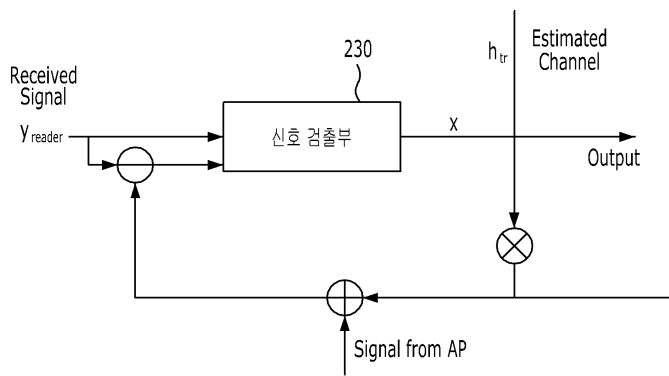 230
Received
Signal
y reader
신호 검출부
x
h tr
Estimated
Channel
Output
Signal from AP